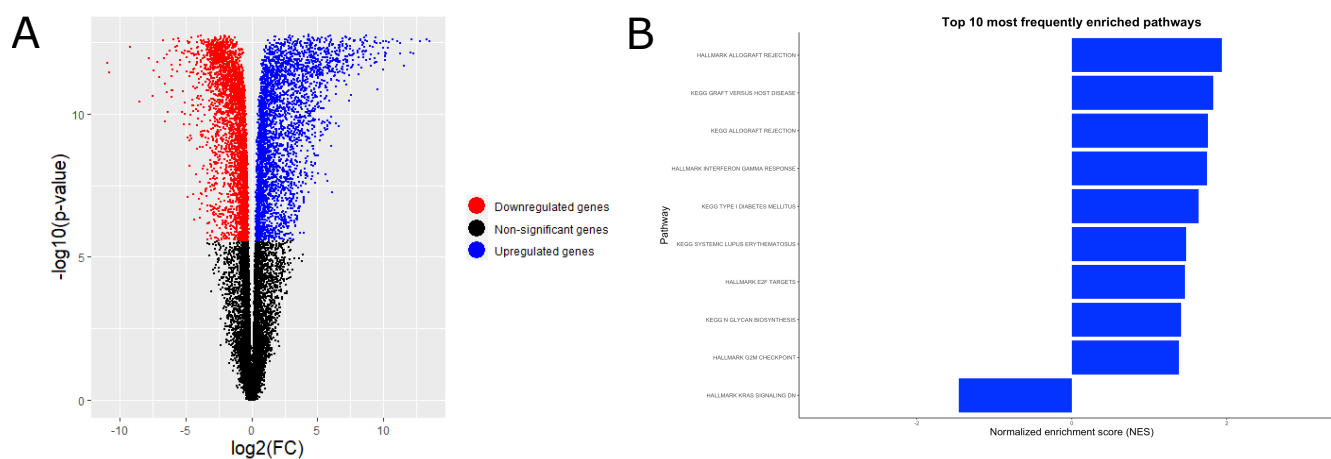 A
-log10(p-value)
10
5
0
-10
-5
0
5
10
log2(FC)
Downregulated genes
Non-significant genes
Upregulated genes
B
Top 10 most frequently enriched pathways
Pathway
HALLMARK ALLOGRAFT REJECTION
KEGG GRAFT VERSUS HOST DISEASE
KEGG ALLOGRAFT REJECTION
HALLMARK INTERFERON GAMMA RESPONSE
KEGG TYPE I DIABETES MELLITUS
KEGG SYSTEMIC LUPUS ERYTHEMATOSUS
HALLMARK E2F TARGETS
KEGG N GLYCAN BIOSYNTHESIS
HALLMARK G2M CHECKPOINT
HALLMARK KRAS SIGNALING DN
-2
0
2
Normalized enrichment score (NES)